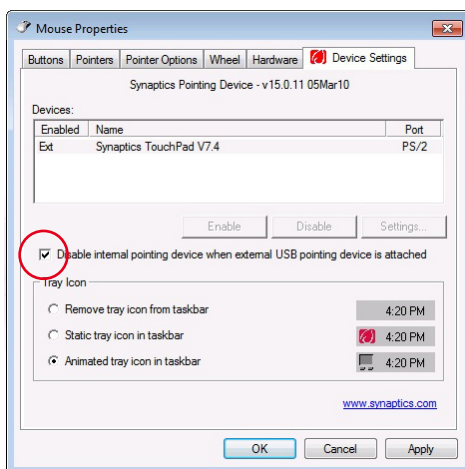 Mouse Properties
Buttons Pointers Pointer Options Wheel Hardware Device Settings
Synaptics Pointing Device - v15.0.11 05Mar10
Devices:
Enabled Name Port
Ext Synaptics TouchPad V7.4 PS/2
Enable Disable Settings...
Disable internal pointing device when external USB pointing device is attached
Tray Icon
Remove tray icon from taskbar 4:20 PM
Static tray icon in taskbar 4:20 PM
Animated tray icon in taskbar 4:20 PM
www.synaptics.com
OK Cancel Apply